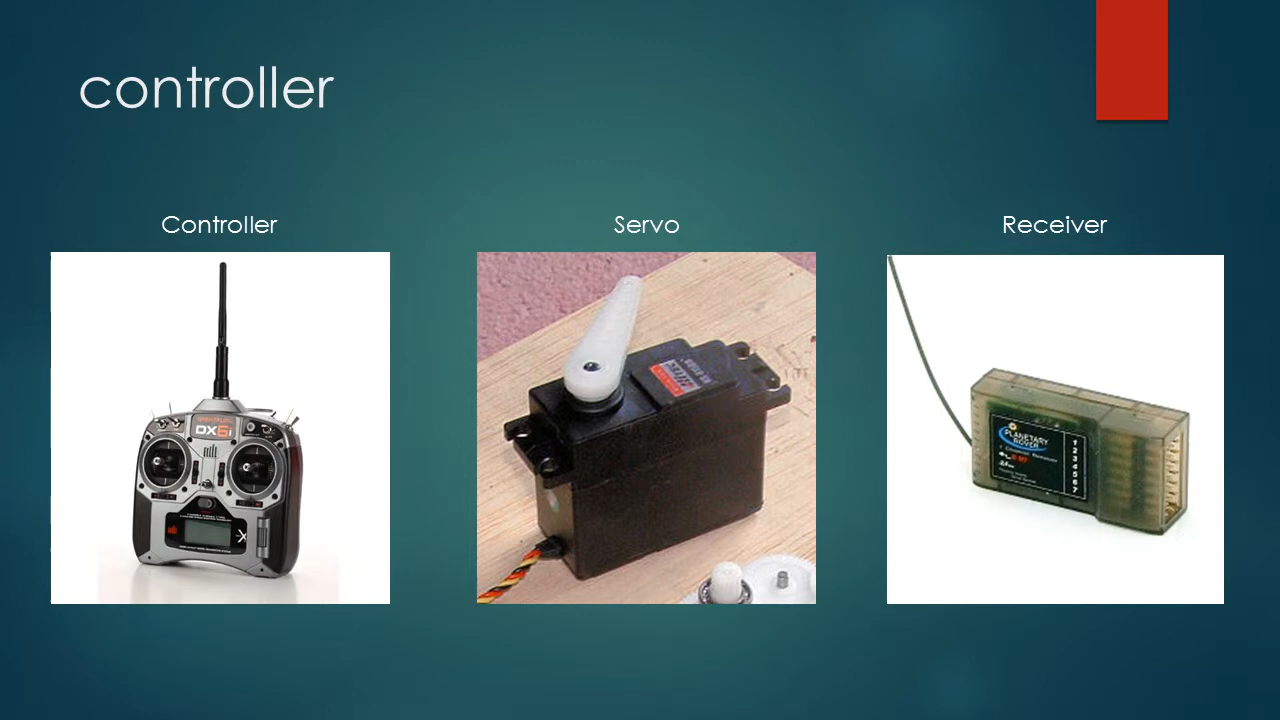 controller
Controller
Servo
Receiver
DX6i
PLANETARY
ROVER
1
2
3
4
5
6
7